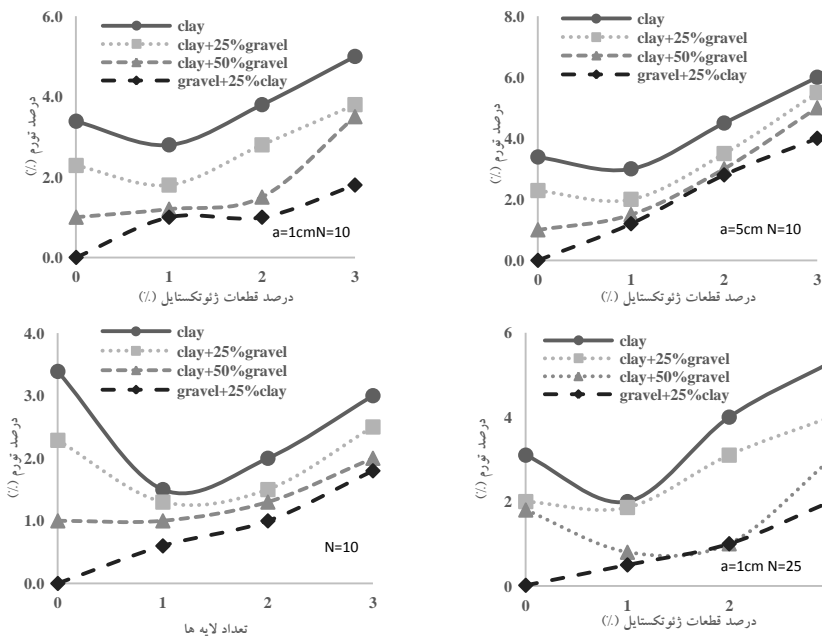 6.0
4.0
2.0
0.0
0
1
2
3
clay
clay+25%gravel
clay+50%gravel
gravel+25%clay
a=1cmN=10
درصد تورم (٪)
درصد قطعات ژئوتکستایل (٪)
8.0
6.0
4.0
2.0
0.0
0
1
2
3
clay
clay+25%gravel
clay+50%gravel
gravel+25%clay
a=5cm N=10
درصد تورم (٪)
درصد قطعات ژئوتکستایل (٪)
4.0
3.0
2.0
1.0
0.0
0
1
2
3
clay
clay+25%gravel
clay+50%gravel
gravel+25%clay
N=10
درصد تورم (٪)
تعداد لایه ها
6
4
2
0
0
1
2
clay
clay+25%gravel
clay+50%gravel
gravel+25%clay
a=1cm N=25
درصد تورم (٪)
درصد قطعات ژئوتکستایل (٪)